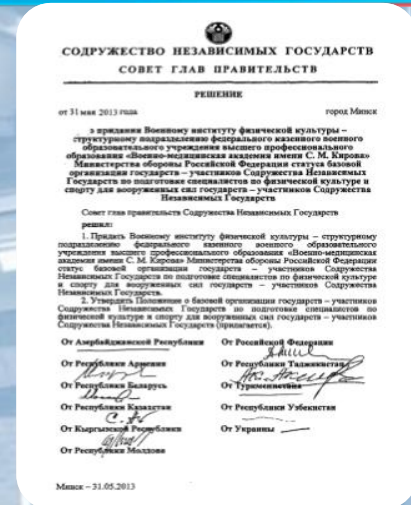 СОДРУЖЕСТВО НЕЗАВИСИМЫХ ГОСУДАРСТВ
СОВЕТ ГЛАВ ПРАВИТЕЛЬСТВ
РЕШЕНИЕ
от 31 мая 2013 года город Минск
о придании Военному институту физической культуры –
структурному подразделению федерального казенного военного
образовательного учреждения высшего профессионального
образования «Военно-медицинская академия имени С. М. Кирова»
Министерства обороны Российской Федерации статуса базовой
организации государств – участников Содружества Независимых
Государств по подготовке специалистов по физической культуре и
спорту для вооруженных сил государств – участников Содружества
Независимых Государств
Совет глав правительств Содружества Независимых Государств
решил:
1. Придать Военному институту физической культуры – структурному
подразделению федерального казенного военного образовательного
учреждения высшего профессионального образования «Военно-медицинская
академия имени С. М. Кирова» Министерства обороны Российской Федерации
статус базовой организации государств – участников Содружества
Независимых Государств по подготовке специалистов по физической культуре
и спорту для вооруженных сил государств – участников Содружества
Независимых Государств.
2. Утвердить Положение о базовой организации государств – участников
Содружества Независимых Государств по подготовке специалистов по
физической культуре и спорту для вооруженных сил государств – участников
Содружества Независимых Государств (прилагается).
От Азербайджанской Республики От Российской Федерации
От Республики Армения От Республики Таджикистан
От Республики Беларусь От Туркменистана
От Республики Казахстан От Республики Узбекистан
От Кыргызской Республики От Украины
От Республики Молдова
Минск – 31.05.2013